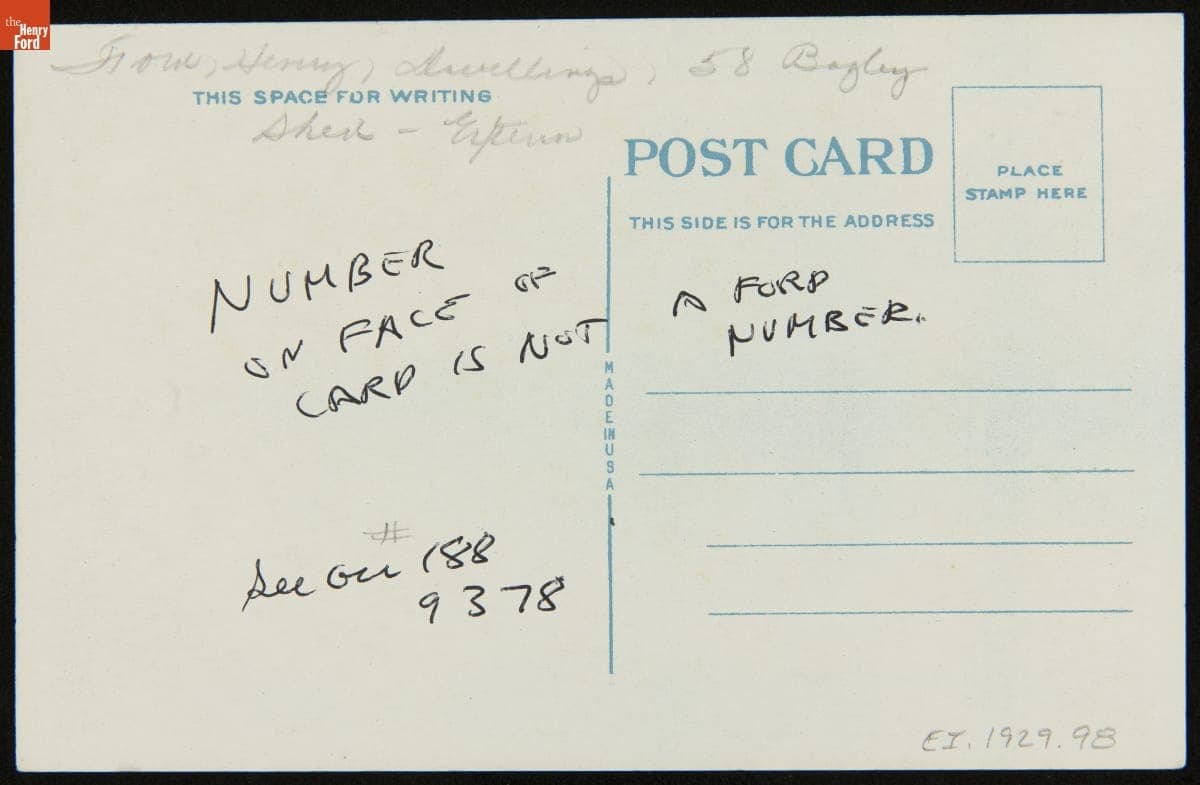 the
Henry
Ford
Ford, Henry, Dwellings, 58 Bagley
THIS SPACE FOR WRITING
Shed - Exterior
POST CARD
PLACE
STAMP HERE
THIS SIDE IS FOR THE ADDRESS
NUMBER
ON FACE OF
CARD IS NOT
A FORD
NUMBER.
MADE IN USA
#
See 188
9378
EI.1929.98